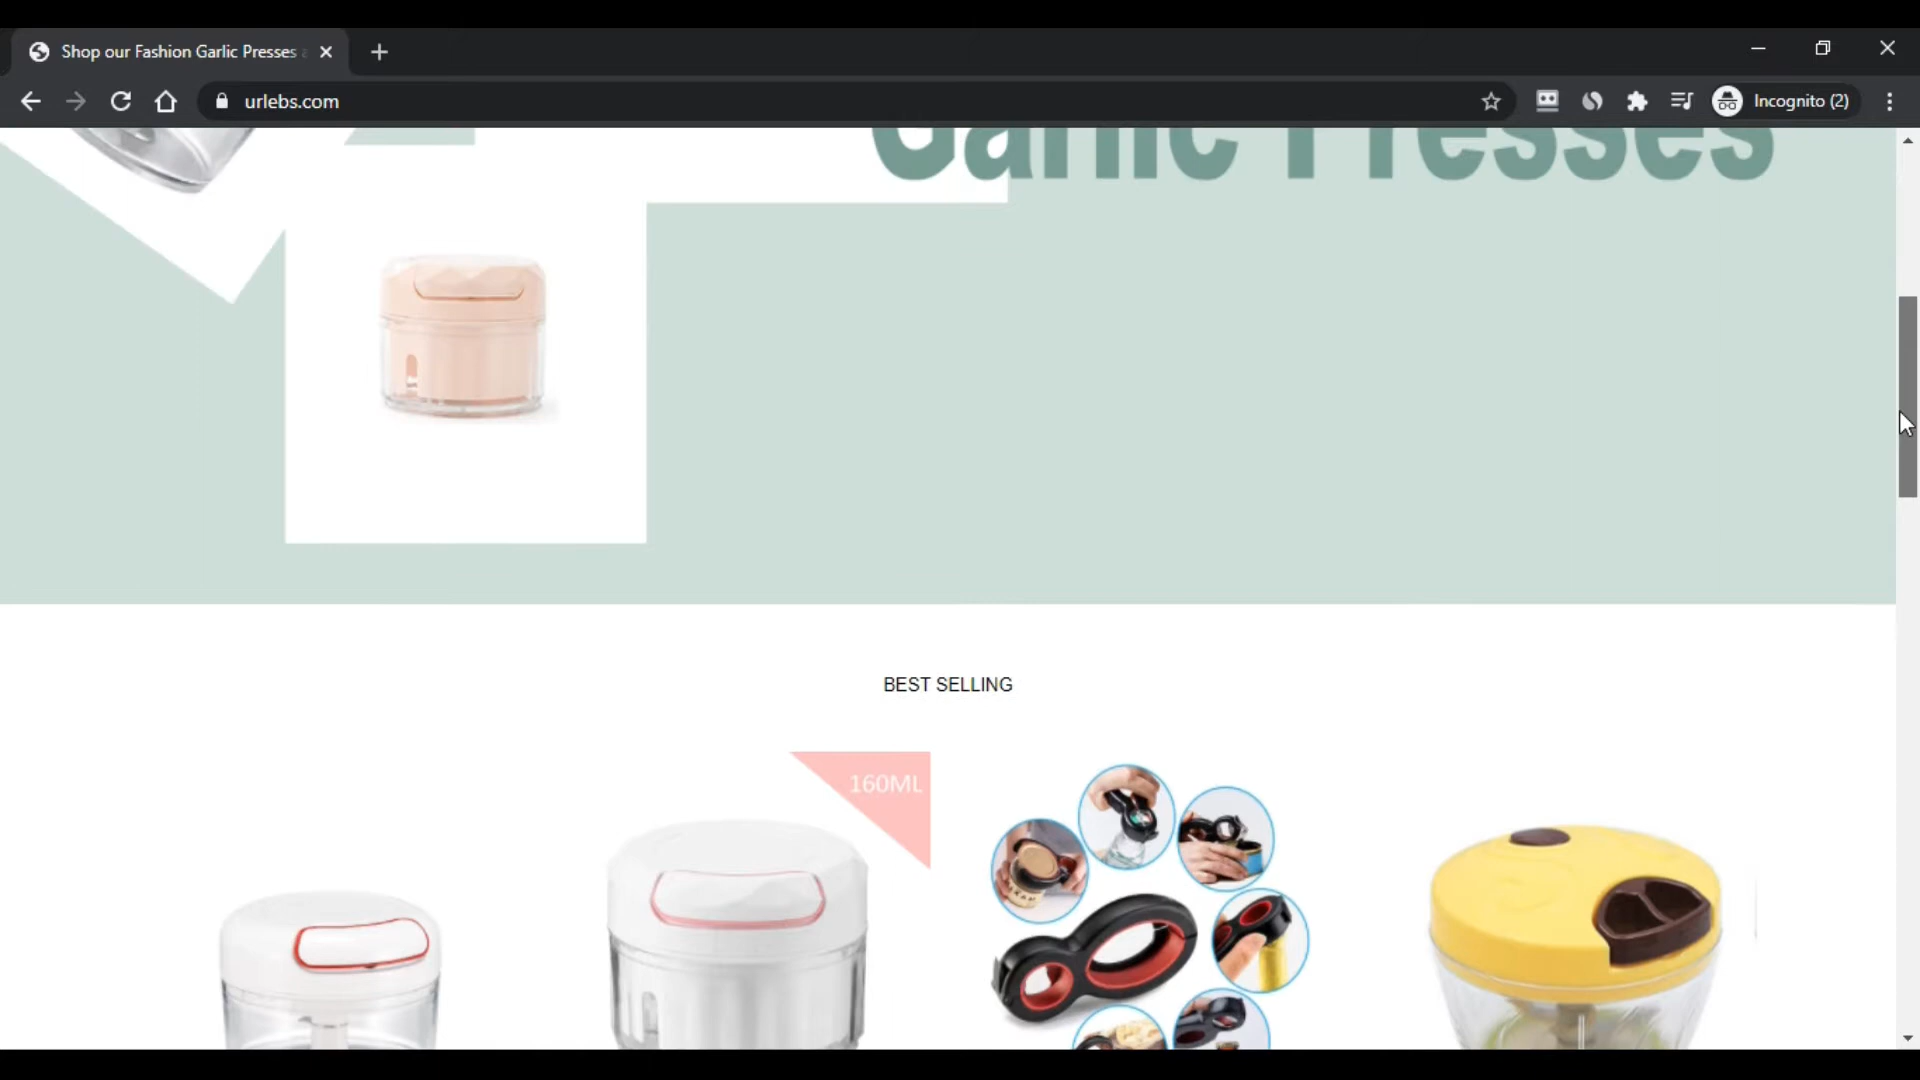 Shop our Fashion Garlic Presses
urlebs.com
Incognito (2)
Garlic Presses
BEST SELLING
160ML